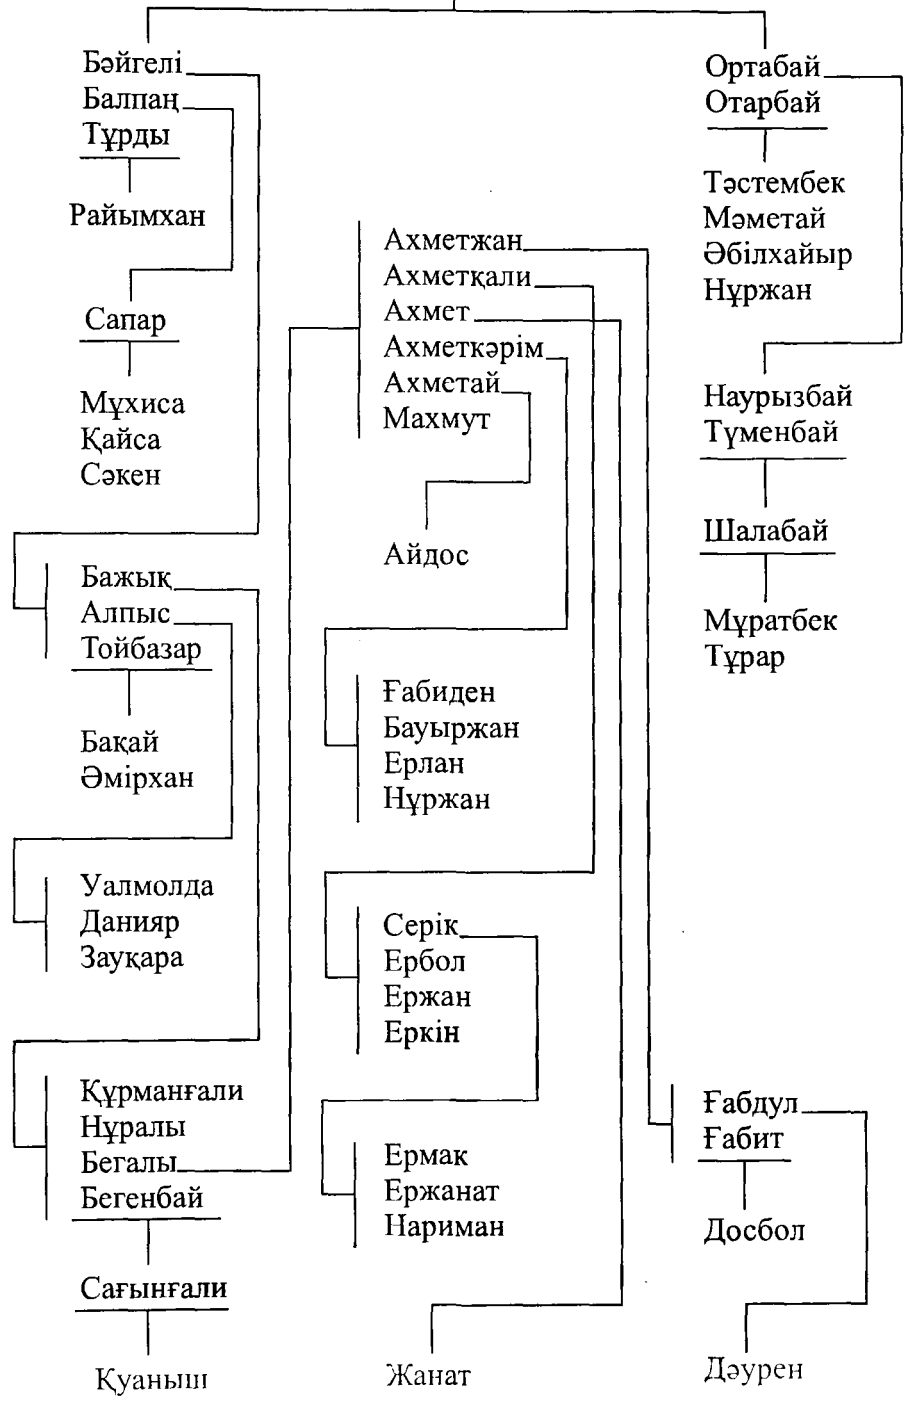 Бәйгелі
Балпаң
Тұрды
Райымхан
Сапар
Мұхиса
Қайса
Сәкен
Бажық
Алпыс
Тойбазар
Бақай
Әмірхан
Уалмолда
Данияр
Зауқара
Құрманғали
Нұралы
Бегалы
Бегенбай
Сағынғали
Қуаныш
Ахметжан
Ахметқали
Ахмет
Ахметкәрім
Ахметай
Махмут
Айдос
Ғабиден
Бауыржан
Ерлан
Нұржан
Серік
Ербол
Ержан
Еркін
Ермак
Ержанат
Нариман
Жанат
Ортабай
Отарбай
Тәстембек
Мәметай
Әбілхайыр
Нұржан
Наурызбай
Түменбай
Шалабай
Мұратбек
Тұрар
Ғабдул
Ғабит
Досбол
Дәурен